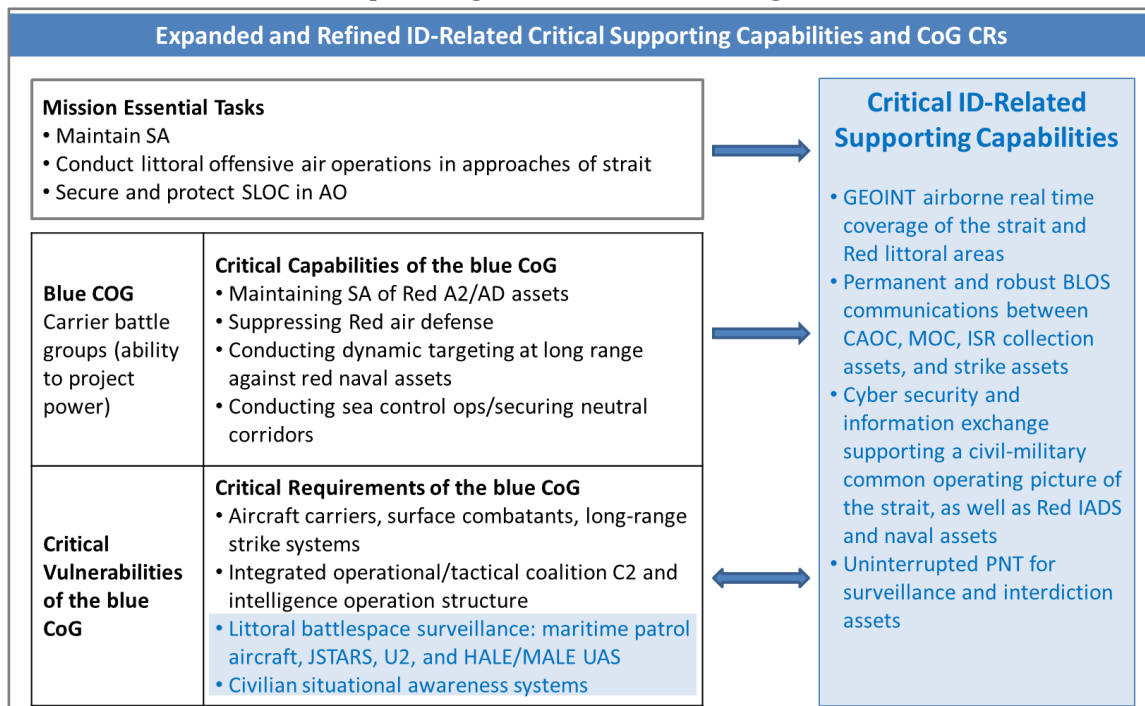 Expanded and Refined ID-Related Critical Supporting Capabilities and CoG CRs
Mission Essential Tasks
• Maintain SA
• Conduct littoral offensive air operations in approaches of strait
• Secure and protect SLOC in AO
Blue COG
Carrier battle
groups (ability
to project
power)
Critical Capabilities of the blue CoG
• Maintaining SA of Red A2/AD assets
• Suppressing Red air defense
• Conducting dynamic targeting at long range
against red naval assets
• Conducting sea control ops/securing neutral
corridors
Critical
Vulnerabilities
of the blue
CoG
Critical Requirements of the blue CoG
• Aircraft carriers, surface combatants, long-range
strike systems
• Integrated operational/tactical coalition C2 and
intelligence operation structure
• Littoral battlespace surveillance: maritime patrol
aircraft, JSTARS, U2, and HALE/MALE UAS
• Civilian situational awareness systems
Critical ID-Related
Supporting Capabilities
• GEOINT airborne real time
coverage of the strait and
Red littoral areas
• Permanent and robust BLOS
communications between
CAOC, MOC, ISR collection
assets, and strike assets
• Cyber security and
information exchange
supporting a civil-military
common operating picture of
the strait, as well as Red IADS
and naval assets
• Uninterrupted PNT for
surveillance and interdiction
assets